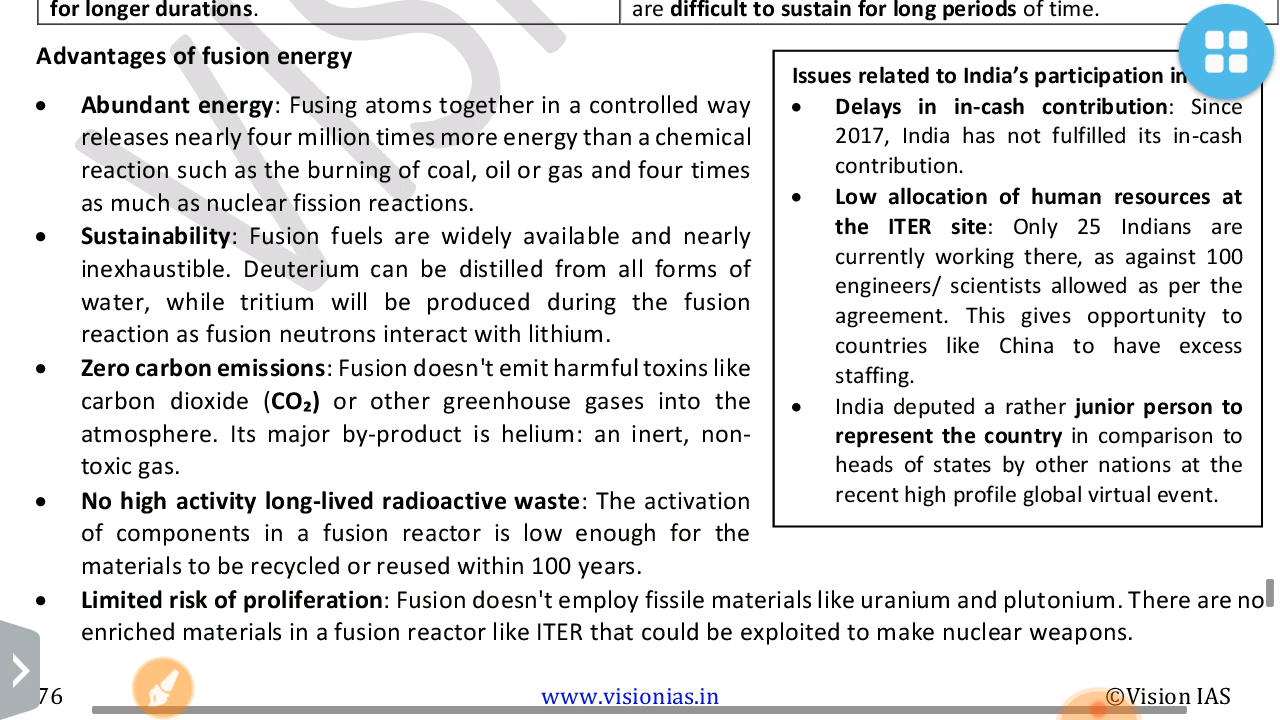 for longer durations.
are difficult to sustain for long periods of time.
Advantages of fusion energy
• Abundant energy: Fusing atoms together in a controlled way
releases nearly four million times more energy than a chemical
reaction such as the burning of coal, oil or gas and four times
as much as nuclear fission reactions.
• Sustainability: Fusion fuels are widely available and nearly
inexhaustible. Deuterium can be distilled from all forms of
water, while tritium will be produced during the fusion
reaction as fusion neutrons interact with lithium.
• Zero carbon emissions: Fusion doesn't emit harmful toxins like
carbon dioxide (CO₂) or other greenhouse gases into the
atmosphere. Its major by-product is helium: an inert, non-
toxic gas.
• No high activity long-lived radioactive waste: The activation
of components in a fusion reactor is low enough for the
materials to be recycled or reused within 100 years.
• Limited risk of proliferation: Fusion doesn't employ fissile materials like uranium and plutonium. There are no
enriched materials in a fusion reactor like ITER that could be exploited to make nuclear weapons.
Issues related to India’s participation in
• Delays in in-cash contribution: Since
2017, India has not fulfilled its in-cash
contribution.
• Low allocation of human resources at
the ITER site: Only 25 Indians are
currently working there, as against 100
engineers/ scientists allowed as per the
agreement. This gives opportunity to
countries like China to have excess
staffing.
• India deputed a rather junior person to
represent the country in comparison to
heads of states by other nations at the
recent high profile global virtual event.
76
www.visionias.in
©Vision IAS